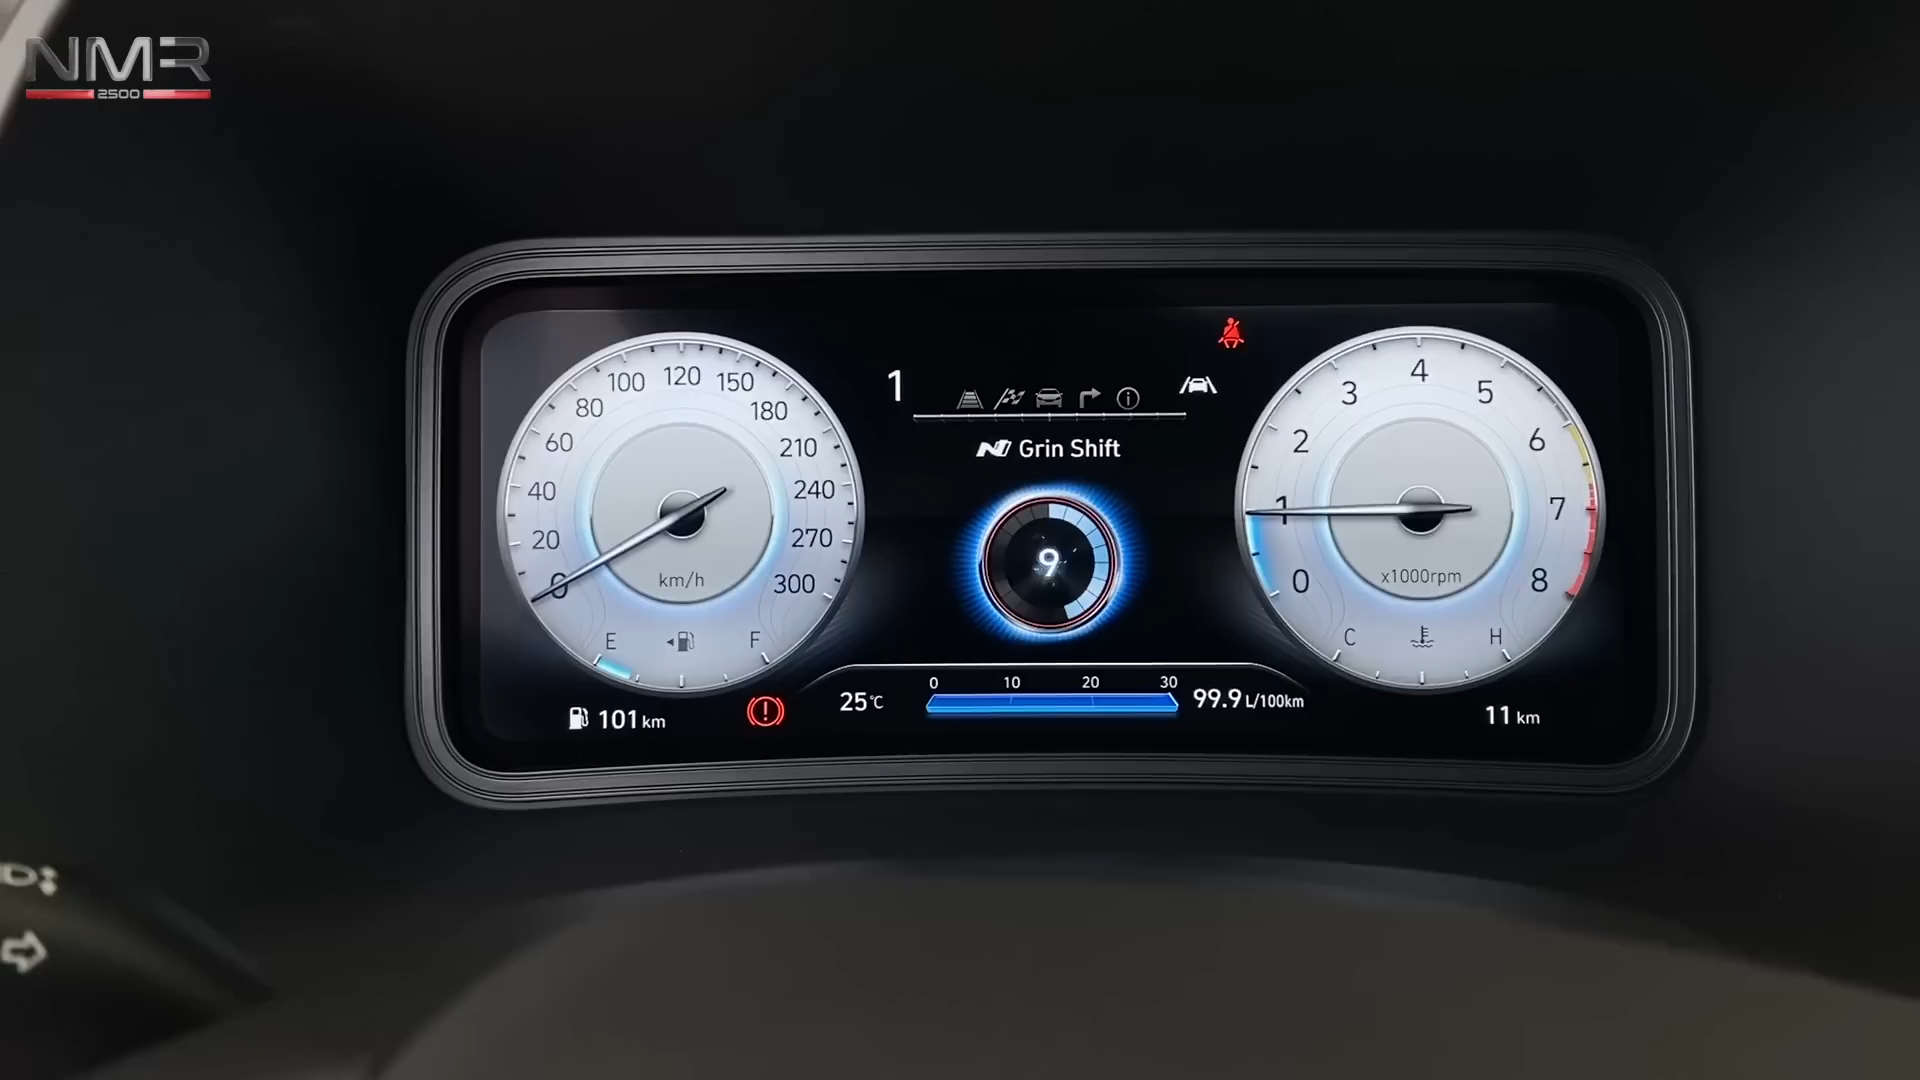 NMR
2500
100 120 150
80 180
60 210
40 240
20 270
0 300
km/h
E F
101 km
1
N Grin Shift
9
25°C
0 10 20 30
99.9 L/100km
4
3 5
2 6
1 7
0 8
x1000rpm
C H
11 km